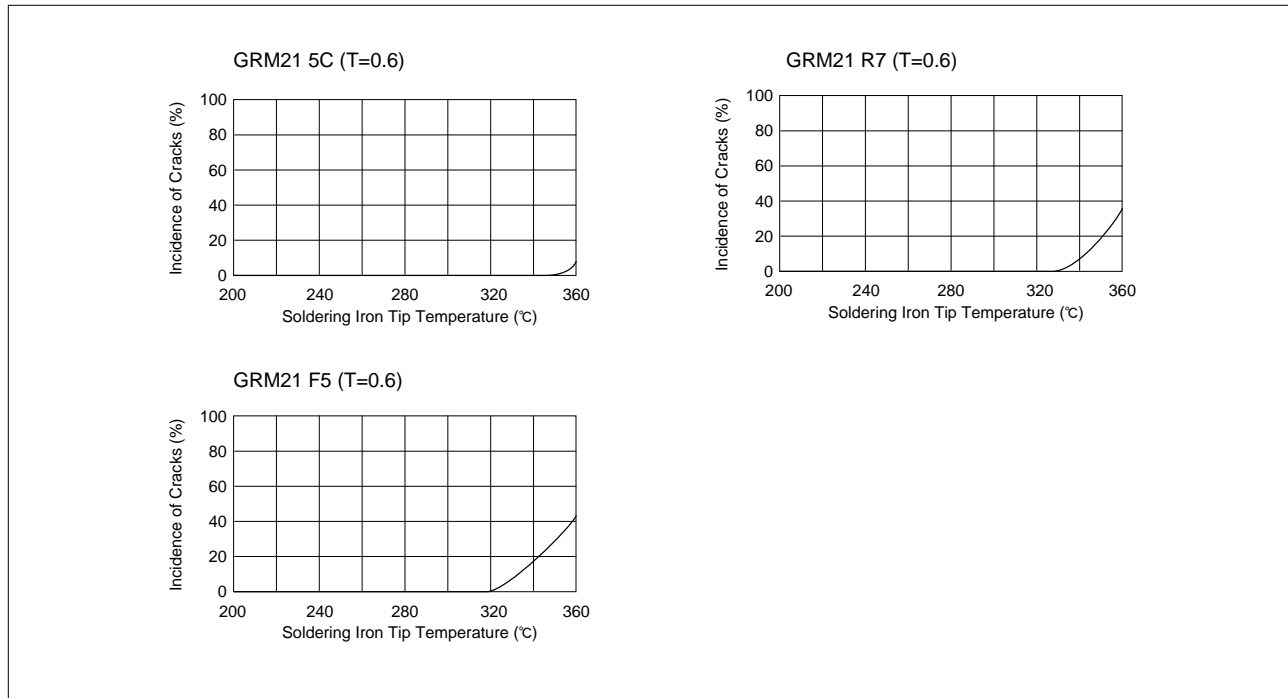 GRM21 5C (T=0.6)
Incidence of Cracks (%)
100
80
60
40
20
0
200 240 280 320 360
Soldering Iron Tip Temperature (℃)
GRM21 R7 (T=0.6)
Incidence of Cracks (%)
100
80
60
40
20
0
200 240 280 320 360
Soldering Iron Tip Temperature (℃)
GRM21 F5 (T=0.6)
Incidence of Cracks (%)
100
80
60
40
20
0
200 240 280 320 360
Soldering Iron Tip Temperature (℃)